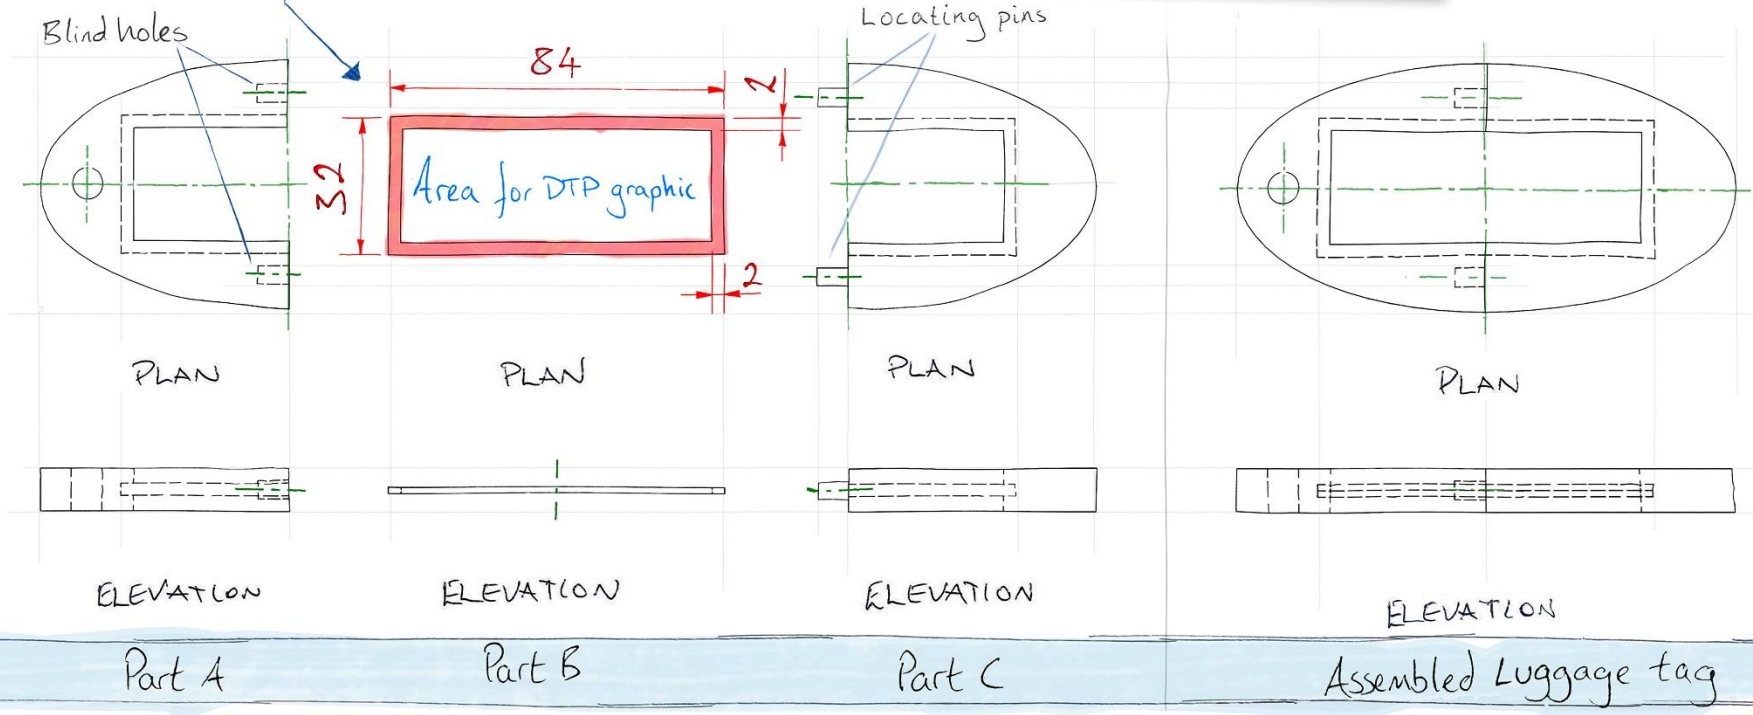 Blind holes
Locating pins
84
2
32
Area for DTP graphic
2
PLAN
PLAN
PLAN
PLAN
ELEVATION
ELEVATION
ELEVATION
ELEVATION
Part A
Part B
Part C
Assembled Luggage tag